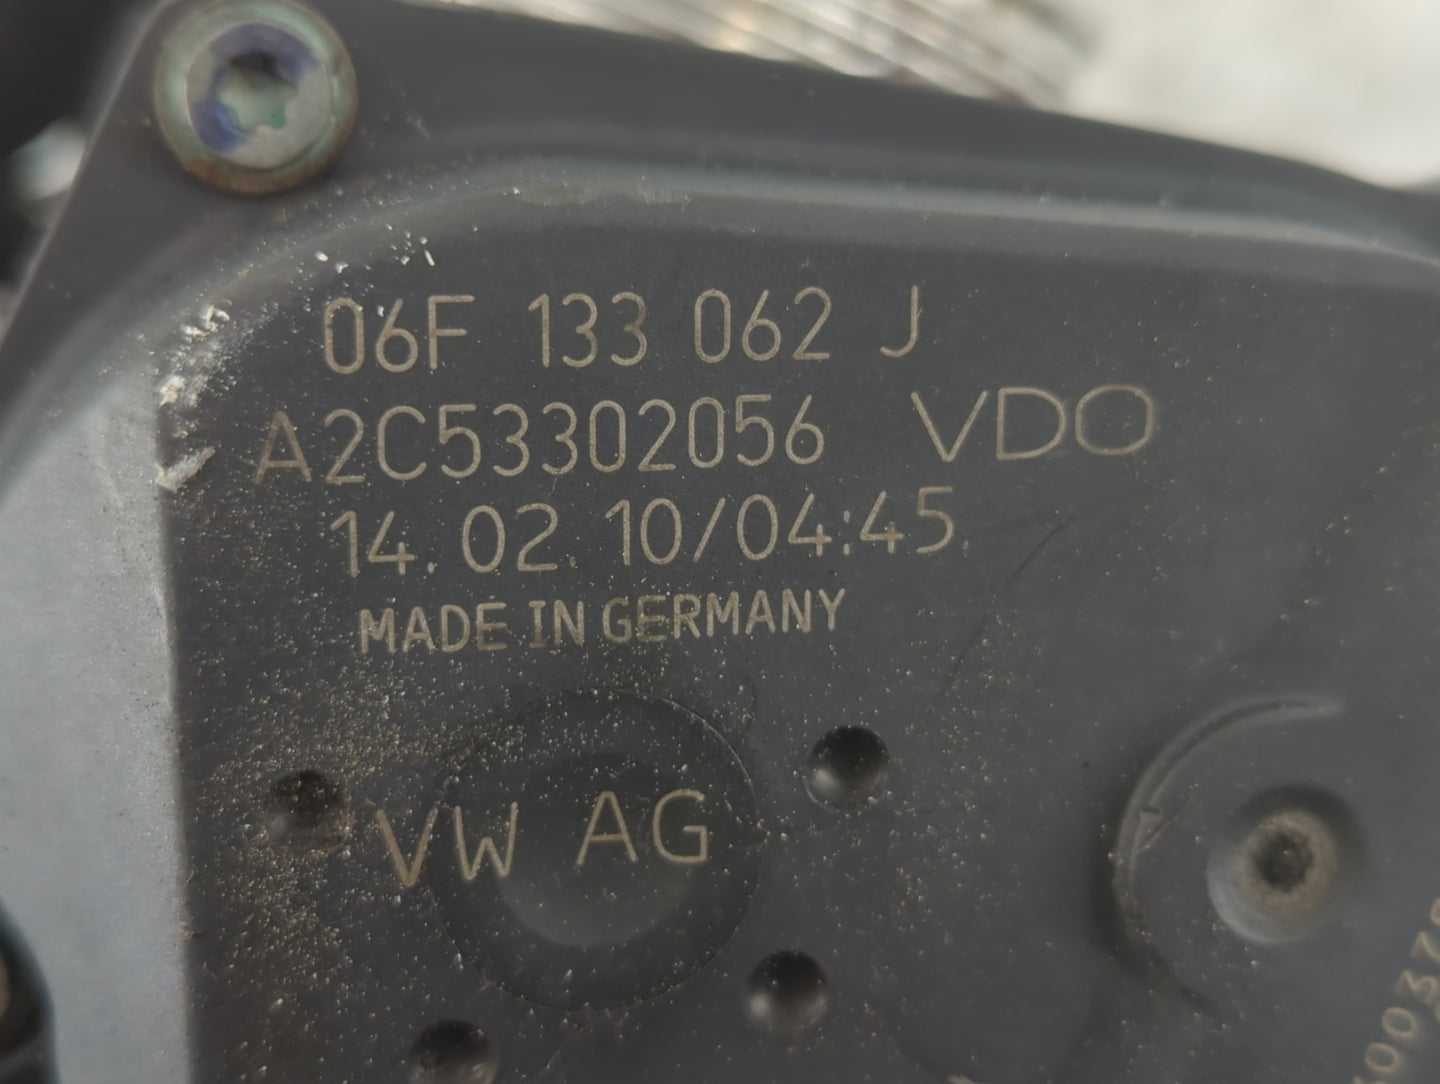 06F 133 062 J
A2C53302056 VDO
14.02.10/04:45.
MADE IN GERMANY
VW AG